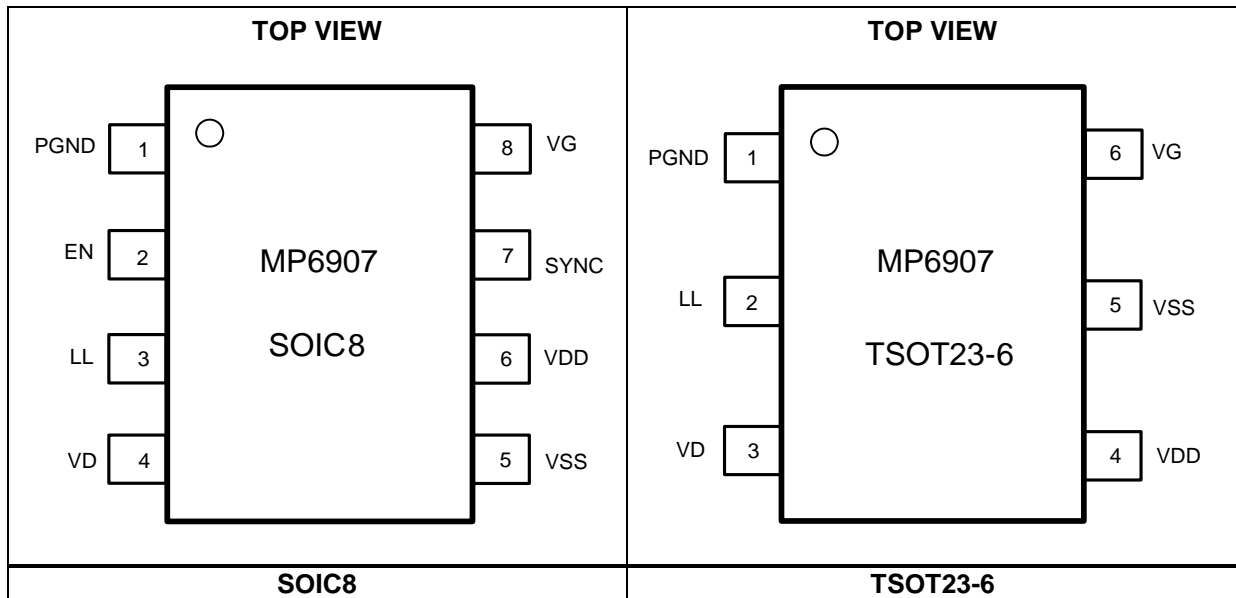 TOP VIEW
PGND 1 8 VG
EN 2 7 SYNC
MP6907
SOIC8
LL 3 6 VDD
VD 4 5 VSS
SOIC8
TOP VIEW
PGND 1 6 VG
MP6907
LL 2 5 VSS
TSOT23-6
VD 3 4 VDD
TSOT23-6